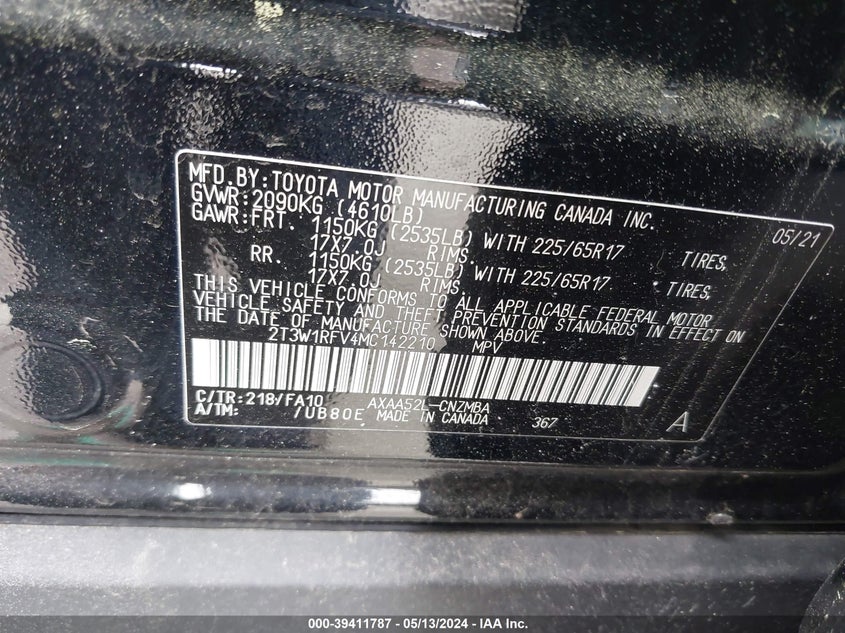 MFD.BY:TOYOTA MOTOR MANUFACTURING CANADA INC.
GVWR:2090KG (4610LB) 05/21
GAWR:FRT. 1150KG (2535LB) WITH 225/65R17 TIRES,
17X7.0J RIMS.
RR. 1150KG (2535LB) WITH 225/65R17 TIRES,
17X7.0J RIMS
THIS VEHICLE CONFORMS TO ALL APPLICABLE FEDERAL MOTOR
VEHICLE SAFETY AND THEFT PREVENTION STANDARDS IN EFFECT ON
THE DATE OF MANUFACTURE SHOWN ABOVE.
2T3W1RFV4MC142210 MPV
C/TR:218/FA10 AXAA52L-CNZMBA
A/TM: /UB80E MADE IN CANADA 367 A
000-39411787 - 05/13/2024 - IAA Inc.